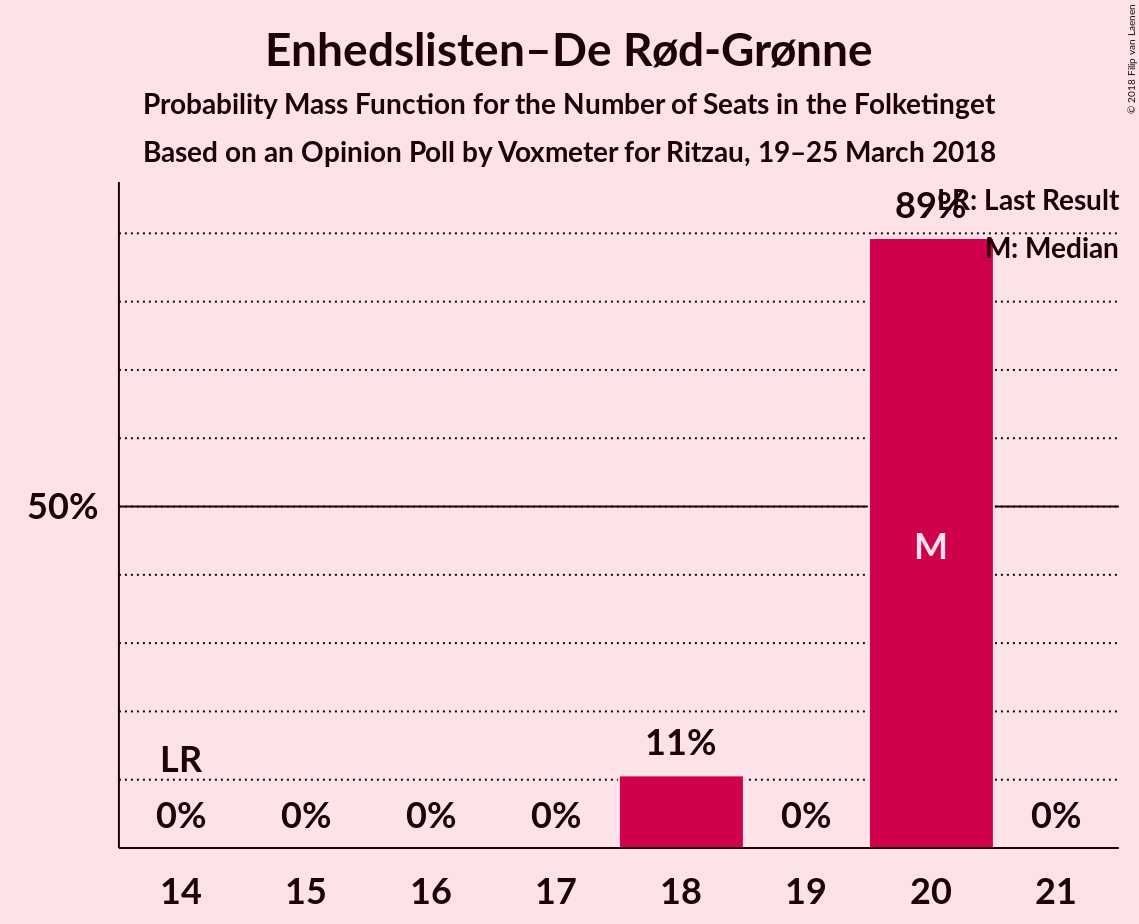 Enhedslisten–De Rød-Grønne
Probability Mass Function for the Number of Seats in the Folketinget
Based on an Opinion Poll by Voxmeter for Ritzau, 19–25 March 2018
© 2018 Filip van Laenen
LR: Last Result
M: Median
89%
50%
M
11%
LR
0% 0% 0% 0% 0% 0%
14 15 16 17 18 19 20 21